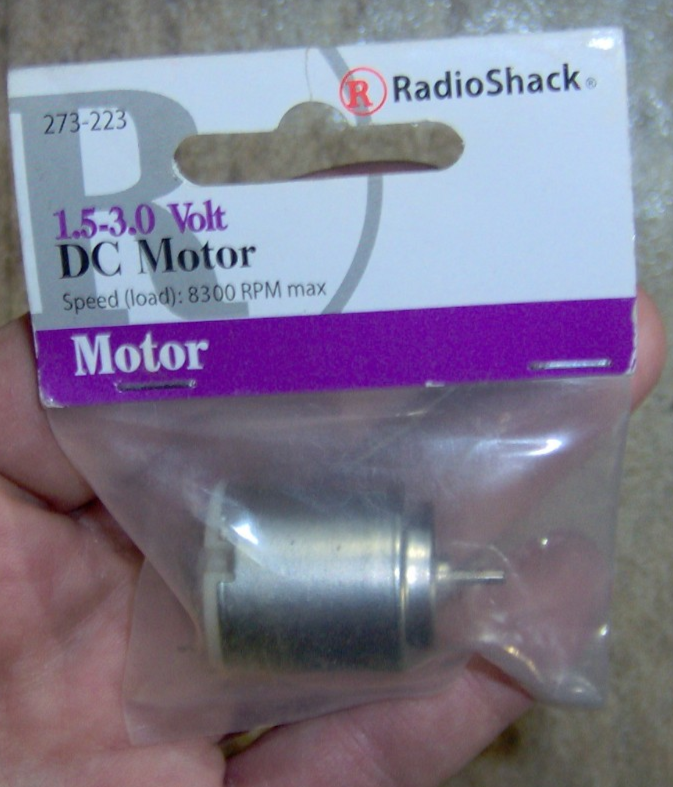 R RadioShack®
273-223
1.5-3.0 Volt
DC Motor
Speed (load): 8300 RPM max
Motor